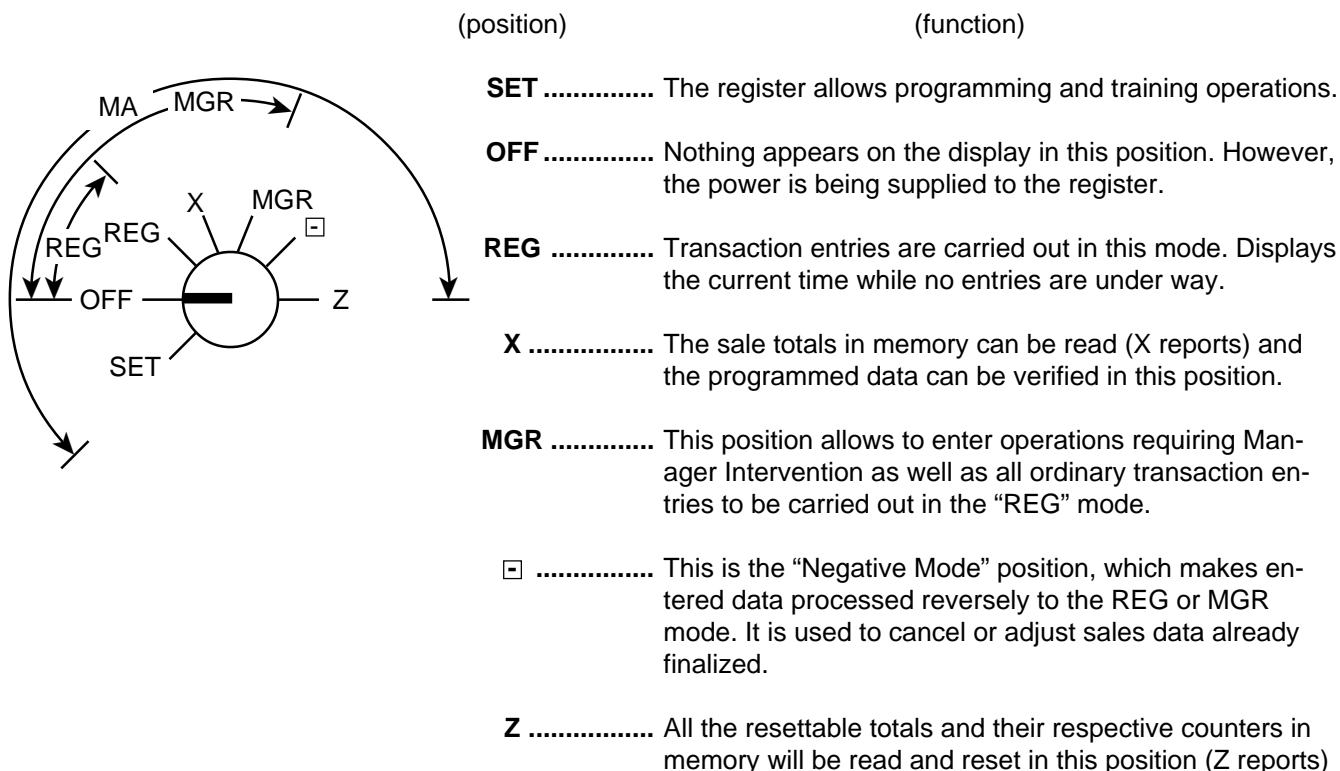 (position) (function)
MA MGR
REG REG X MGR -
OFF Z
SET
SET ............... The register allows programming and training operations.
OFF ............... Nothing appears on the display in this position. However,
the power is being supplied to the register.
REG .............. Transaction entries are carried out in this mode. Displays
the current time while no entries are under way.
X ................. The sale totals in memory can be read (X reports) and
the programmed data can be verified in this position.
MGR .............. This position allows to enter operations requiring Man-
ager Intervention as well as all ordinary transaction en-
tries to be carried out in the “REG” mode.
- ................ This is the “Negative Mode” position, which makes en-
tered data processed reversely to the REG or MGR
mode. It is used to cancel or adjust sales data already
finalized.
Z ................. All the resettable totals and their respective counters in
memory will be read and reset in this position (Z reports)